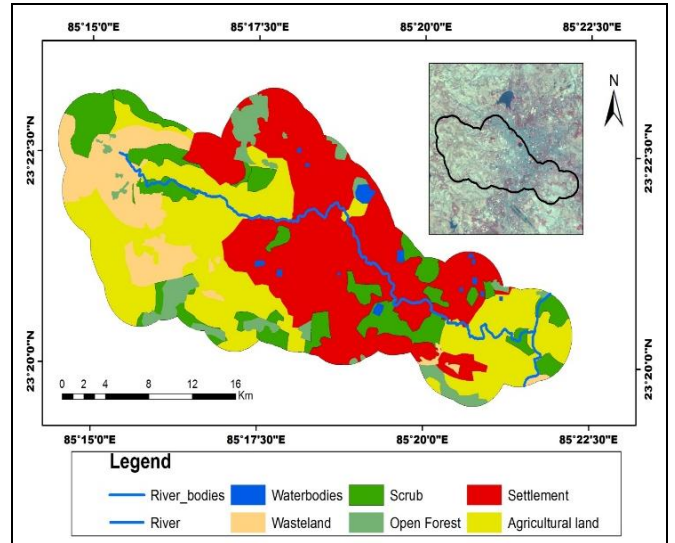 85°15'0"E 85°17'30"E 85°20'0"E 85°22'30"E
N
23°22'30"N 23°22'30"N
23°20'0"N 23°20'0"N
0 1 2 4 8 12 16
Km
85°15'0"E 85°17'30"E 85°20'0"E 85°22'30"E
Legend
River_bodies Waterbodies Scrub Settlement
River Wasteland Open Forest Agricultural land